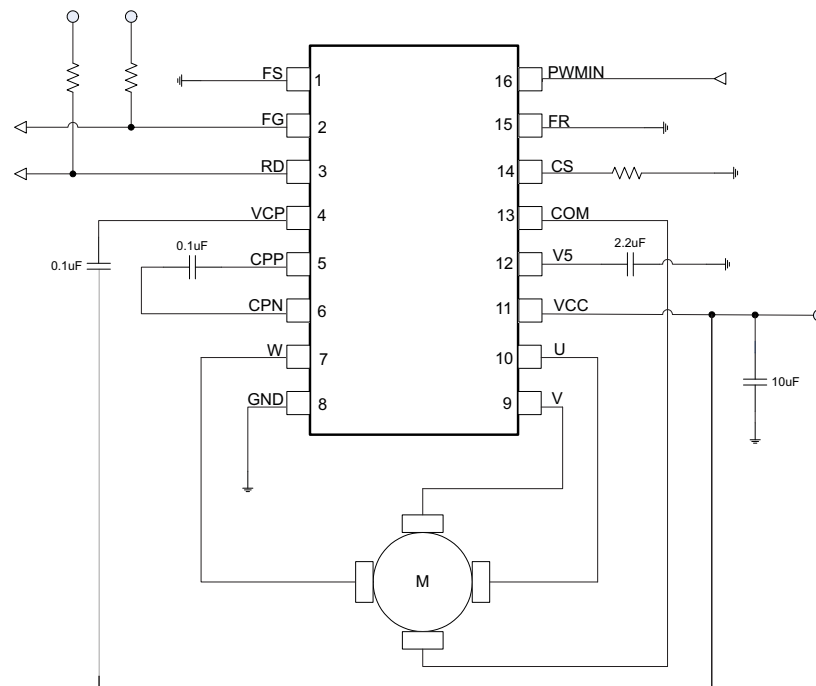 FS 1
FG 2
RD 3
VCP 4
0.1uF
0.1uF
CPP 5
CPN 6
W 7
GND 8
16 PWMIN
15 FR
14 CS
13 COM
12 V5
2.2uF
11 VCC
10 U
9 V
10uF
M